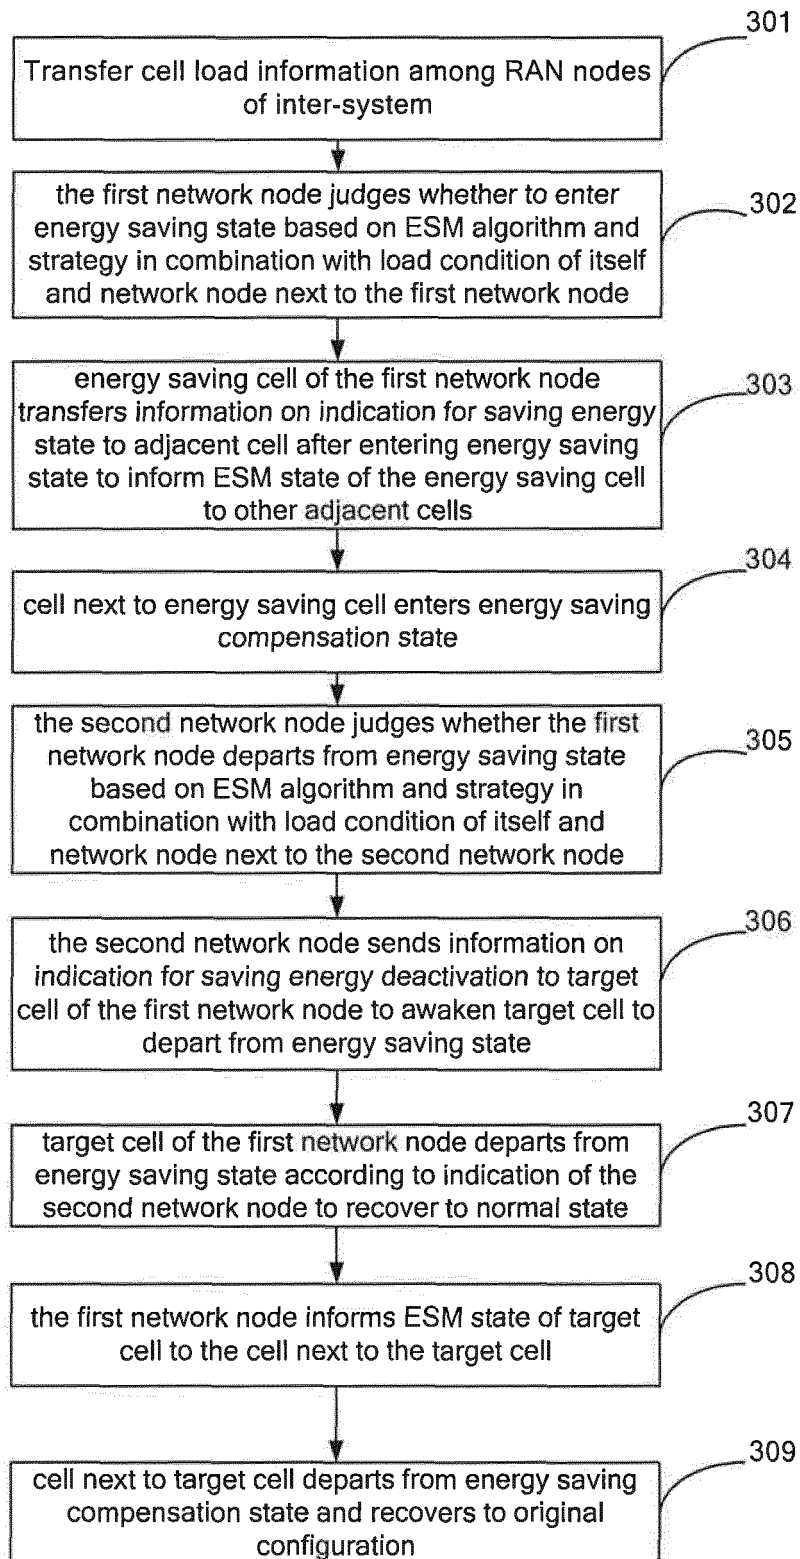 301
Transfer cell load information among RAN nodes
of inter-system
302
the first network node judges whether to enter
energy saving state based on ESM algorithm and
strategy in combination with load condition of itself
and network node next to the first network node
303
energy saving cell of the first network node
transfers information on indication for saving energy
state to adjacent cell after entering energy saving
state to inform ESM state of the energy saving cell
to other adjacent cells
304
cell next to energy saving cell enters energy saving
compensation state
305
the second network node judges whether the first
network node departs from energy saving state
based on ESM algorithm and strategy in
combination with load condition of itself and
network node next to the second network node
306
the second network node sends information on
indication for saving energy deactivation to target
cell of the first network node to awaken target cell to
depart from energy saving state
307
target cell of the first network node departs from
energy saving state according to indication of the
second network node to recover to normal state
308
the first network node informs ESM state of target
cell to the cell next to the target cell
309
cell next to target cell departs from energy saving
compensation state and recovers to original
configuration